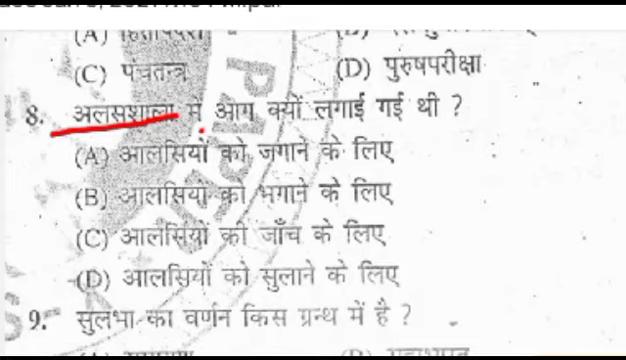 (C) पंचतन्त्र (D) पुरुषपरीक्षा
8. अलसशाला में आग क्यों लगाई गई थी ?
(A) आलसियों को जगाने के लिए
(B) आलसियों को भगाने के लिए
(C) आलसियों की जाँच के लिए
(D) आलसियों को सुलाने के लिए
9. सुलभा का वर्णन किस ग्रन्थ में है ?